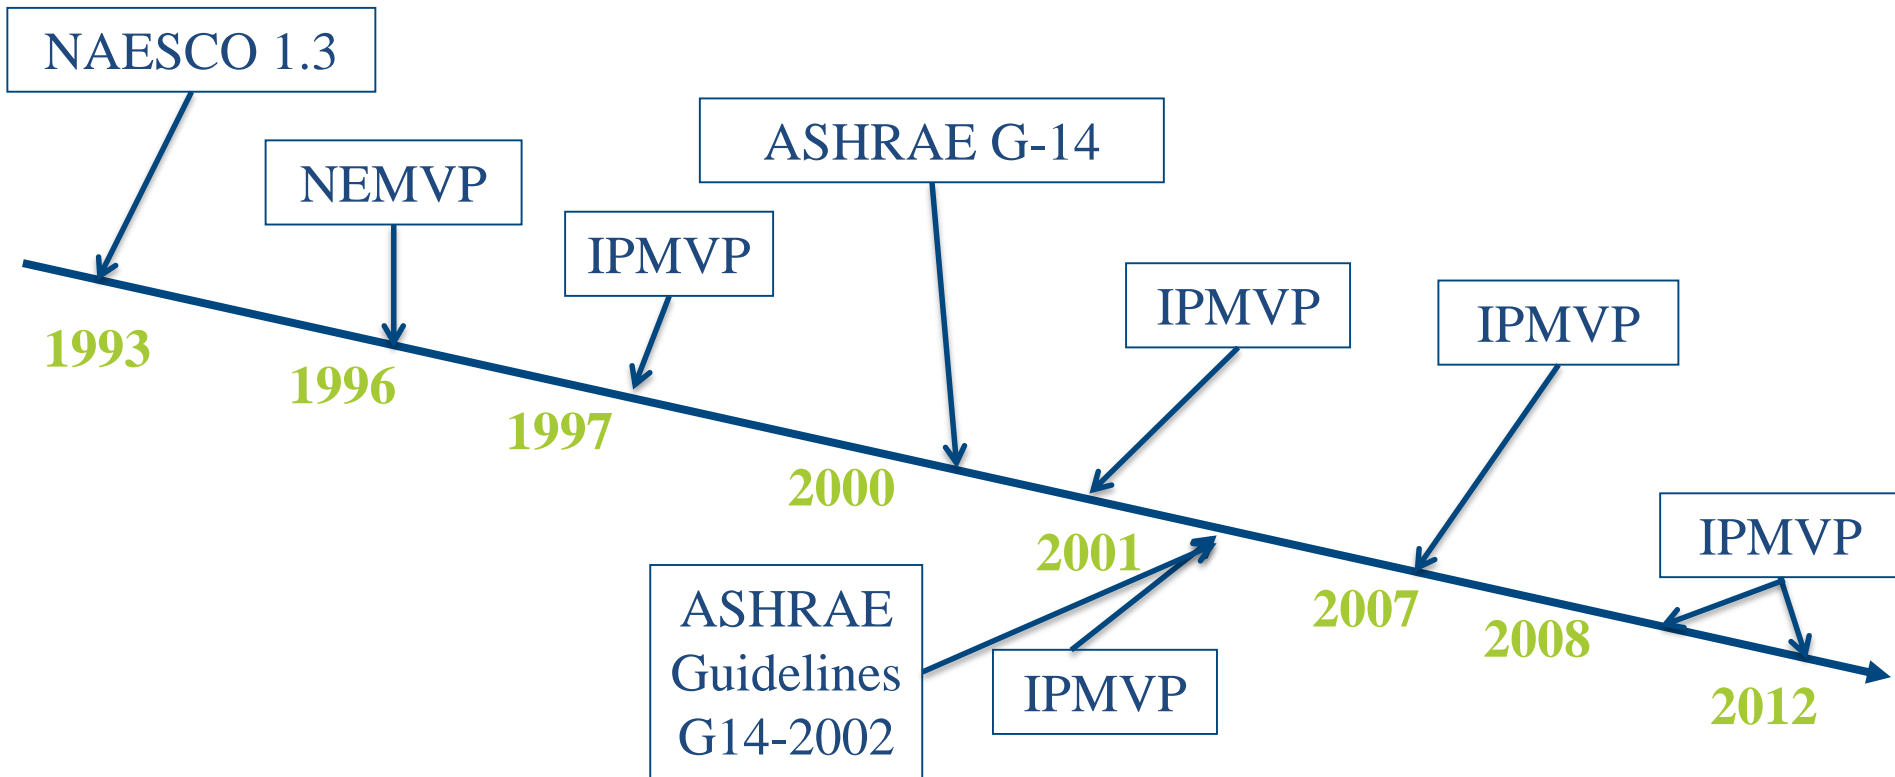 NAESCO 1.3
NEMVP
IPMVP
ASHRAE G-14
IPMVP
IPMVP
IPMVP
1993
1996
1997
2000
2001
2007
2008
2012
ASHRAE
Guidelines
G14-2002
IPMVP